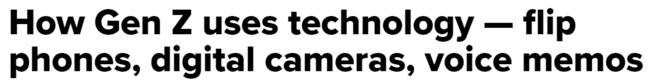 How Gen Z uses technology — flip
phones, digital cameras, voice memos